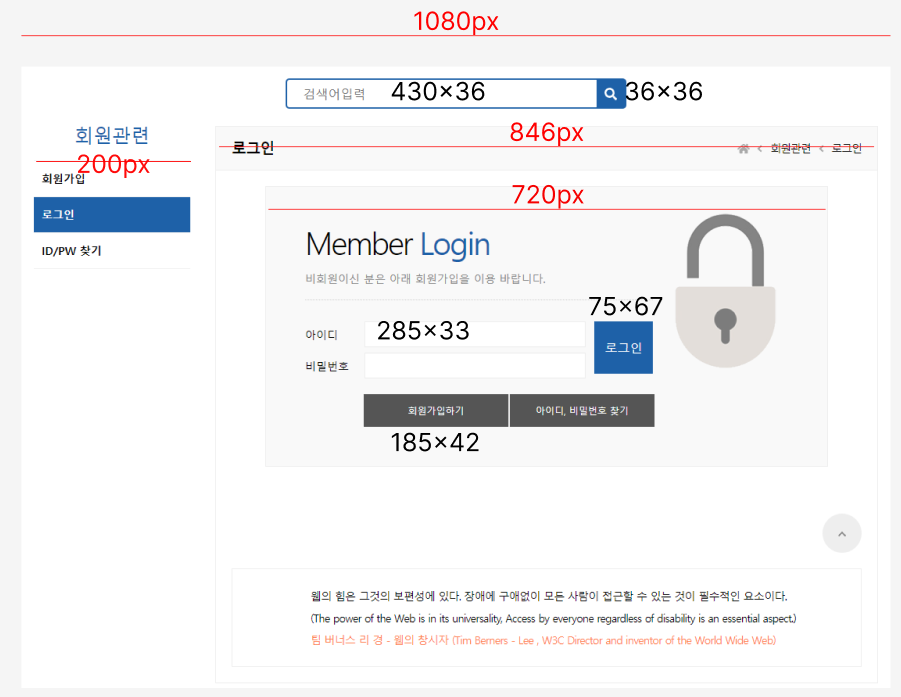 1080px
검색어입력 430×36 36×36
회원관련
200px
회원가입
로그인
ID/PW 찾기
846px
로그인
회원관련 < 로그인
720px
Member Login
비회원이신 분은 아래 회원가입을 이용 바랍니다.
75×67
아이디 285×33
로그인
비밀번호
회원가입하기 아이디, 비밀번호 찾기
185×42
웹의 힘은 그것의 보편성에 있다. 장애에 구애없이 모든 사람이 접근할 수 있는 것이 필수적인 요소이다.
(The power of the Web is in its universality, Access by everyone regardless of disability is an essential aspect.)
팀 버너스 리 경 - 웹의 창시자 (Tim Berners - Lee , W3C Director and inventor of the World Wide Web)